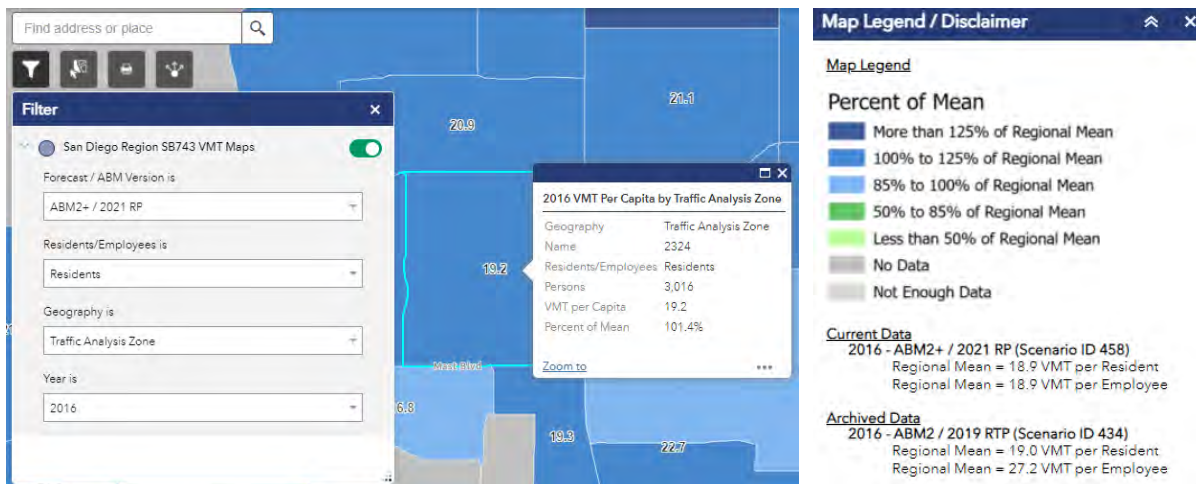 Find address or place
Filter
San Diego Region SB743 VMT Maps
Forecast / ABM Version is
ABM2+ / 2021 RP
Residents/Employees is
Residents
Geography is
Traffic Analysis Zone
Year is
2016
20.9
21.1
19.2
Mast Blvd
6.8
19.3
22.7
2016 VMT Per Capita by Traffic Analysis Zone
Geography Traffic Analysis Zone
Name 2324
Residents/Employees Residents
Persons 3,016
VMT per Capita 19.2
Percent of Mean 101.4%
Zoom to
Map Legend / Disclaimer
Map Legend
Percent of Mean
More than 125% of Regional Mean
100% to 125% of Regional Mean
85% to 100% of Regional Mean
50% to 85% of Regional Mean
Less than 50% of Regional Mean
No Data
Not Enough Data
Current Data
2016 - ABM2+ / 2021 RP (Scenario ID 458)
Regional Mean = 18.9 VMT per Resident
Regional Mean = 18.9 VMT per Employee
Archived Data
2016 - ABM2 / 2019 RTP (Scenario ID 434)
Regional Mean = 19.0 VMT per Resident
Regional Mean = 27.2 VMT per Employee